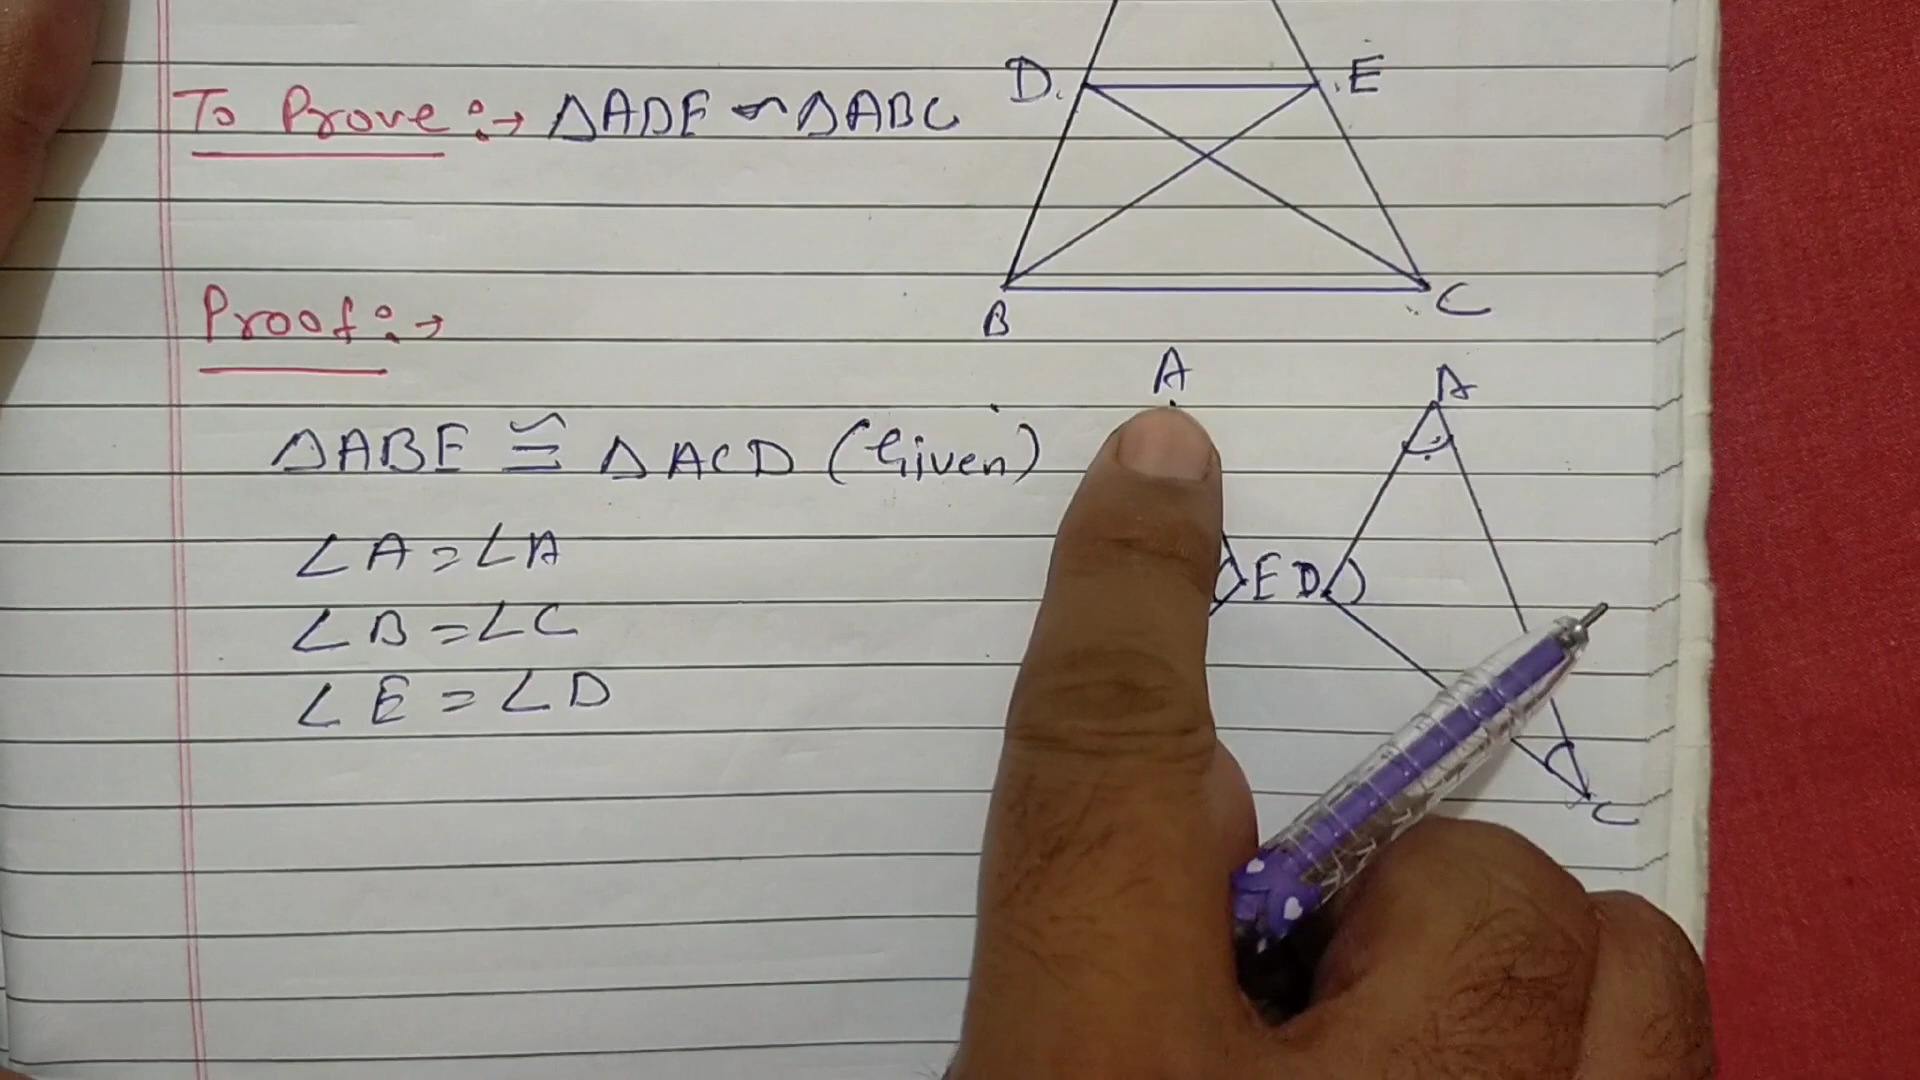 D. .E
To Prove :→ ΔADE ∼ ΔABC
B C
Proof :→
A A
ΔABE ≅ ΔACD (Given)
∠A = ∠A
E D
∠B = ∠C
∠E = ∠D
C